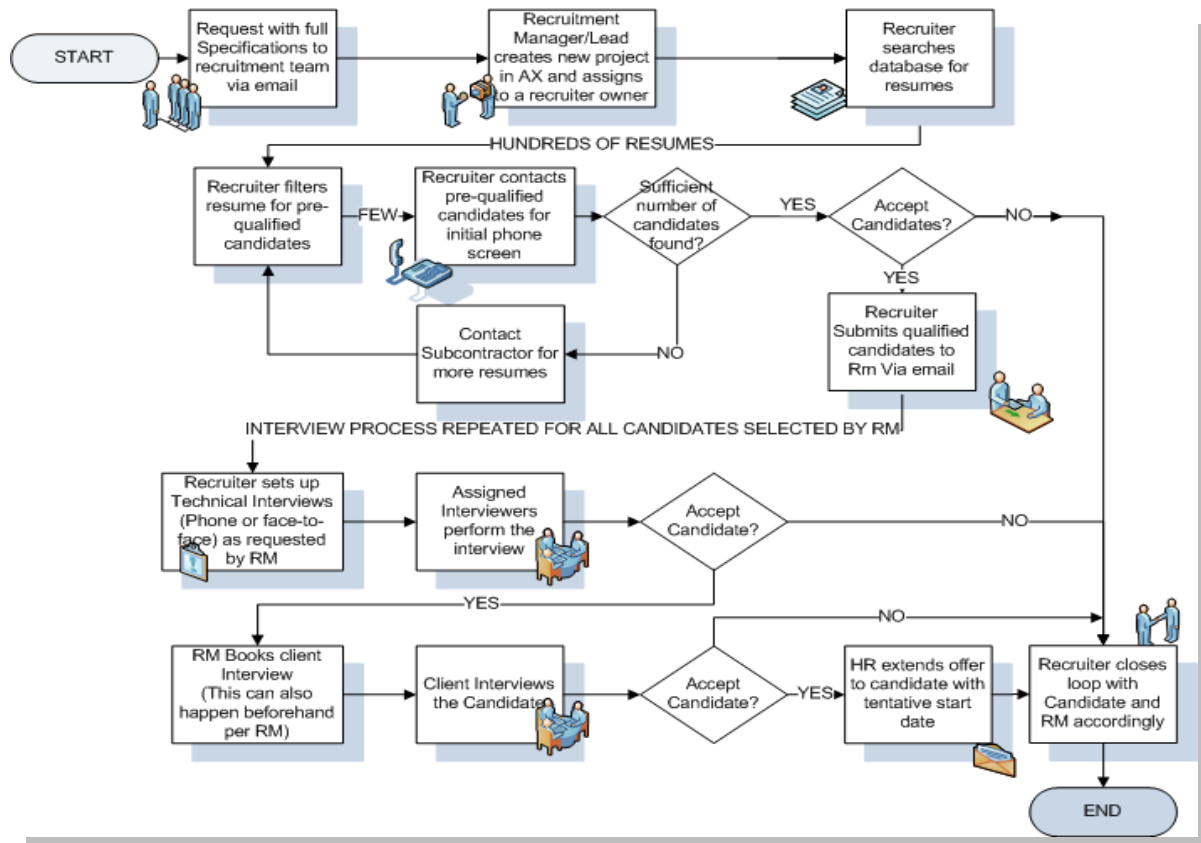 START
Request with full
Specifications to
recruitment team
via email
Recruitment
Manager/Lead
creates new project
in AX and assigns
to a recruiter owner
Recruiter
searches
database for
resumes
HUNDREDS OF RESUMES
Recruiter filters
resume for pre-
qualified
candidates
FEW
Recruiter contacts
pre-qualified
candidates for
initial phone
screen
Sufficient
number of
candidates
found?
YES
Accept
Candidates?
NO
YES
NO
Contact
Subcontractor for
more resumes
Recruiter
Submits qualified
candidates to
Rm Via email
INTERVIEW PROCESS REPEATED FOR ALL CANDIDATES SELECTED BY RM
Recruiter sets up
Technical Interviews
(Phone or face-to-
face) as requested
by RM
Assigned
Interviewers
perform the
interview
Accept
Candidate?
NO
YES
RM Books client
Interview
(This can also
happen beforehand
per RM)
Client Interviews
the Candidate
Accept
Candidate?
NO
YES
HR extends offer
to candidate with
tentative start
date
Recruiter closes
loop with
Candidate and
RM accordingly
END